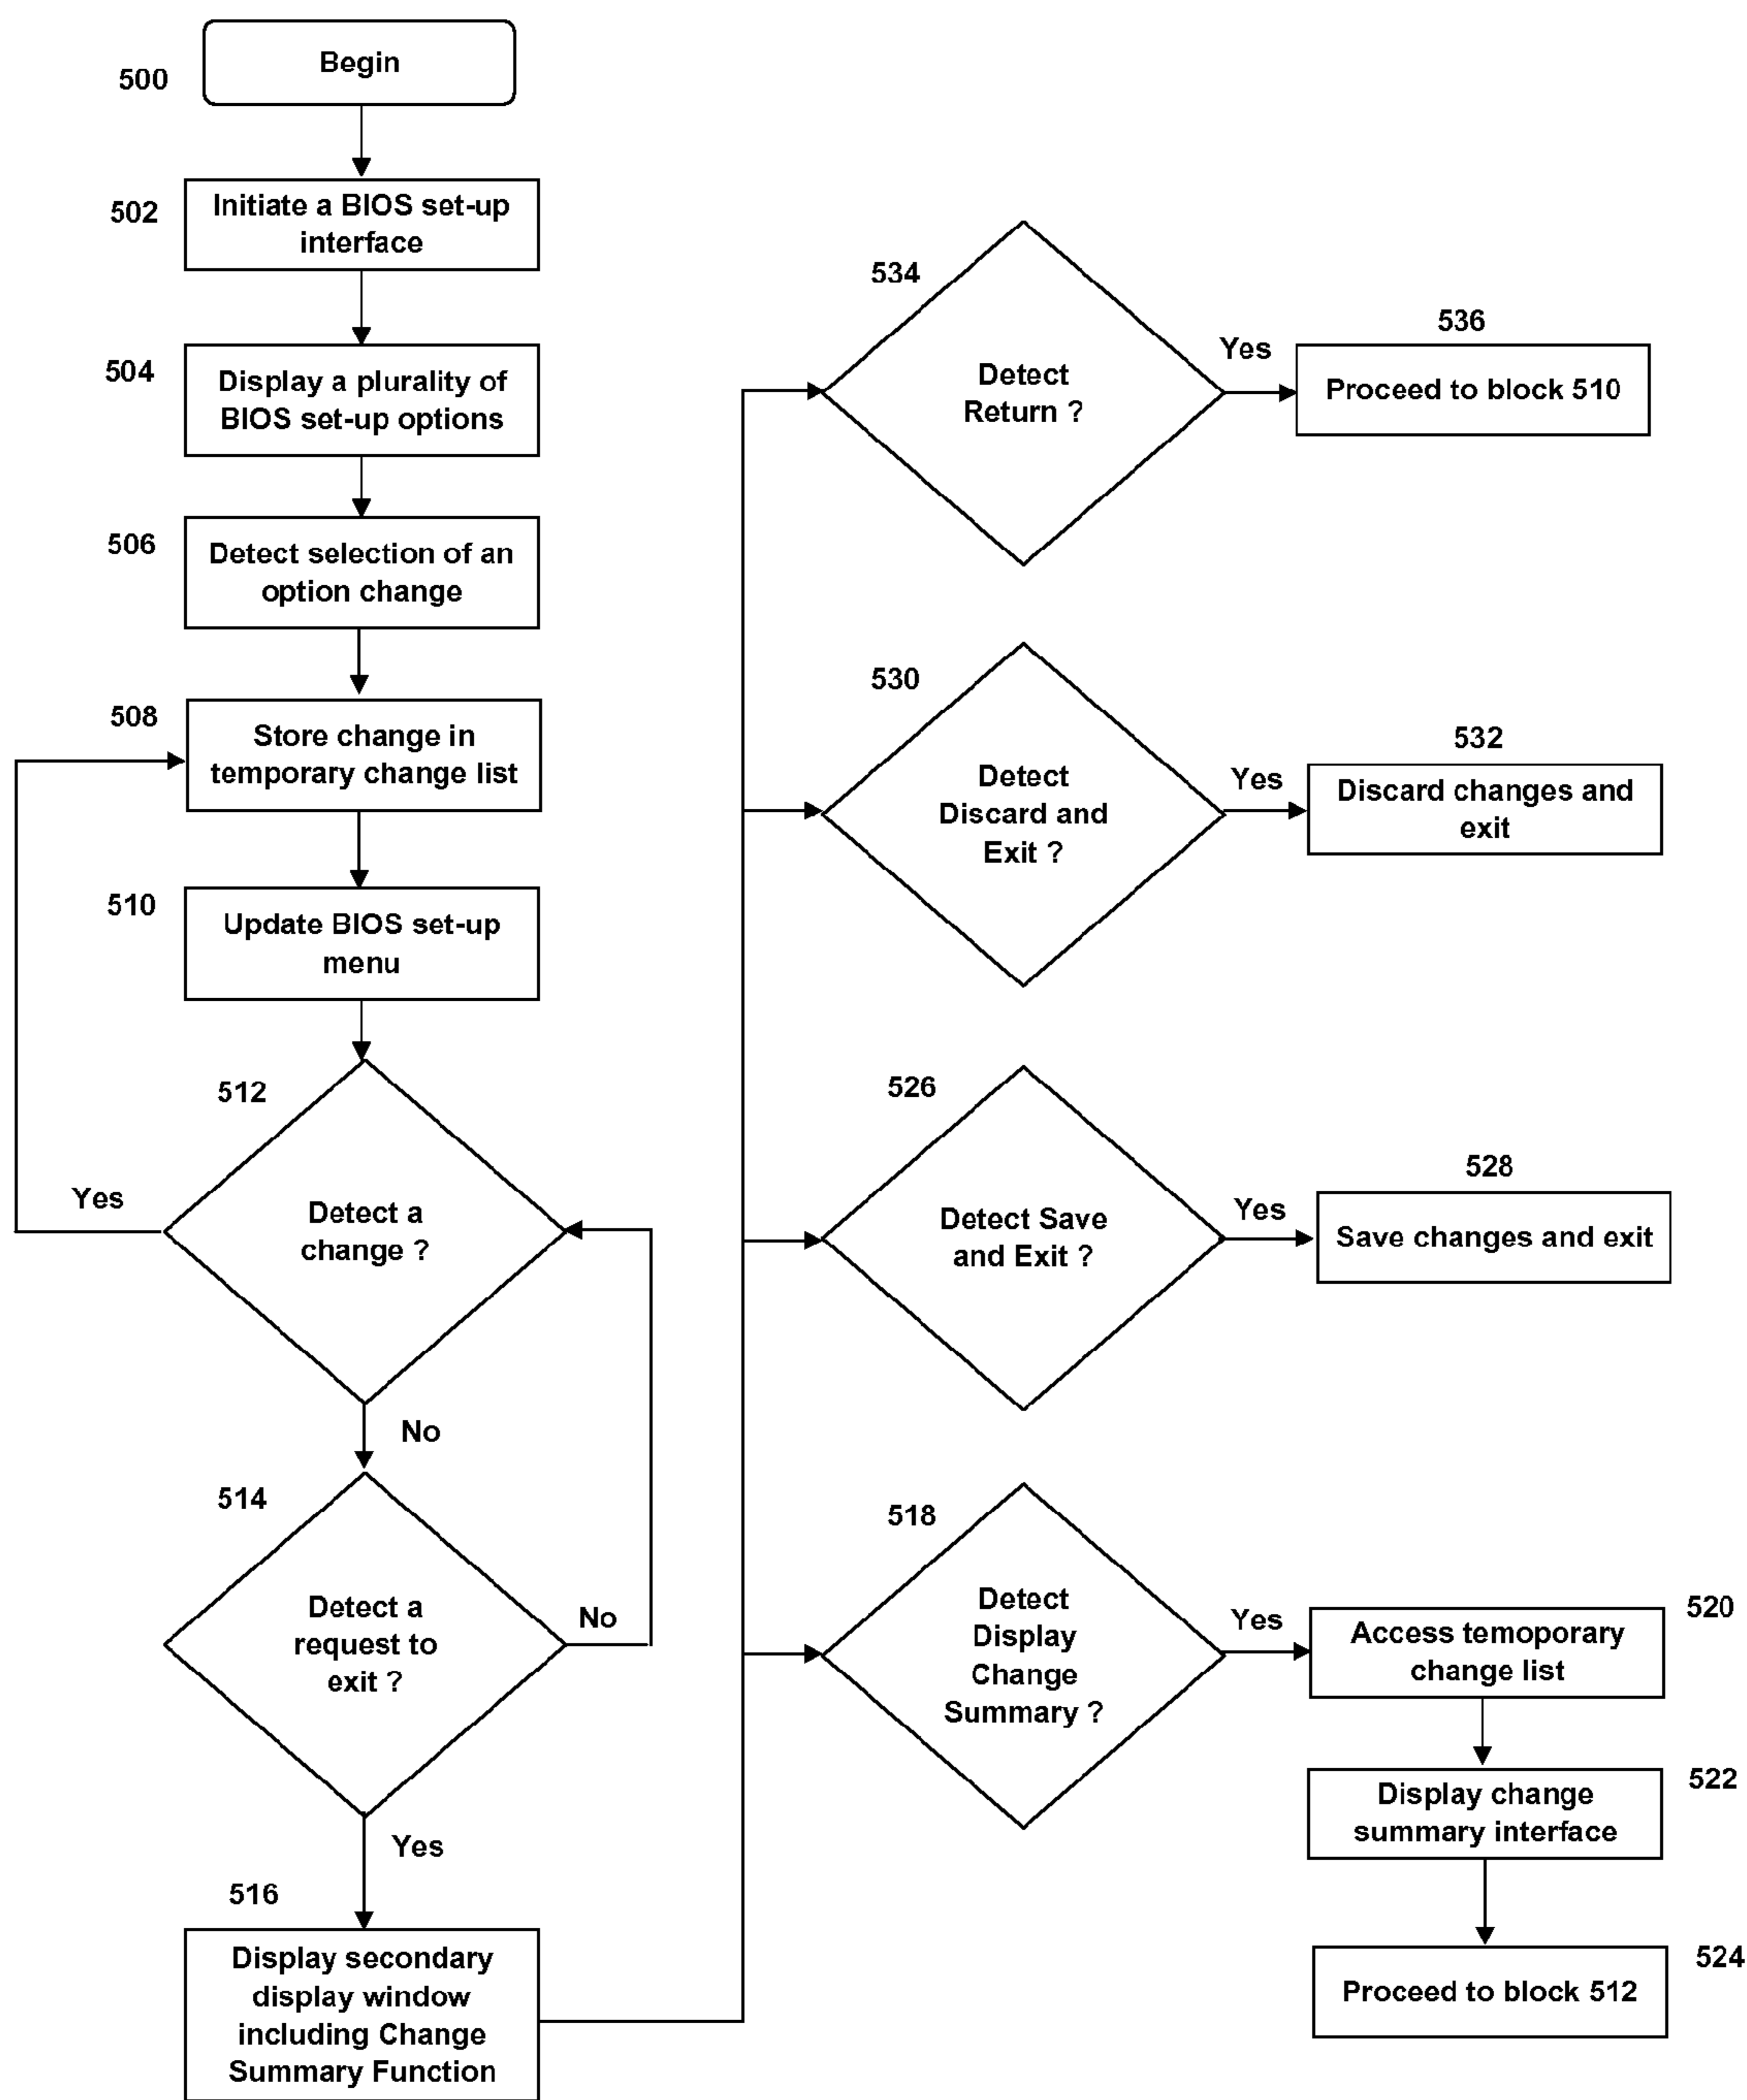 500
Begin
502
Initiate a BIOS set-up
interface
504
Display a plurality of
BIOS set-up options
506
Detect selection of an
option change
508
Store change in
temporary change list
510
Update BIOS set-up
menu
512
Yes
Detect a
change ?
No
514
Detect a
request to
exit ?
No
Yes
516
Display secondary
display window
including Change
Summary Function
534
Detect
Return ?
Yes
536
Proceed to block 510
530
Detect
Discard and
Exit ?
Yes
532
Discard changes and
exit
526
Detect Save
and Exit ?
Yes
528
Save changes and exit
518
Detect
Display
Change
Summary ?
Yes
520
Access temoporary
change list
522
Display change
summary interface
524
Proceed to block 512